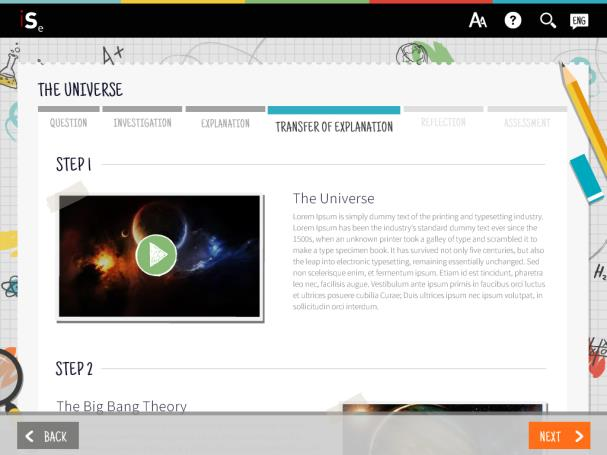 iSe
AA ? ENG
A+
THE UNIVERSE
QUESTION INVESTIGATION EXPLANATION TRANSFER OF EXPLANATION REFLECTION ASSESSMENT
STEP 1
The Universe
Lorem Ipsum is simply dummy text of the printing and typesetting industry.
Lorem Ipsum has been the industry's standard dummy text ever since the
1500s, when an unknown printer took a galley of type and scrambled it to
make a type specimen book. It has survived not only five centuries, but also
the leap into electronic typesetting, remaining essentially unchanged. Sed
non scelerisque enim, et fermentum ipsum. Etiam id est tincidunt, pharetra
leo nec, facilisis augue. Vestibulum ante ipsum primis in faucibus orci luctus
et ultrices posuere cubilia Curae; Duis ultrices ipsum nec ipsum volutpat, in
sollicitudin orci interdum.
H₂
STEP 2
The Big Bang Theory
BACK NEXT